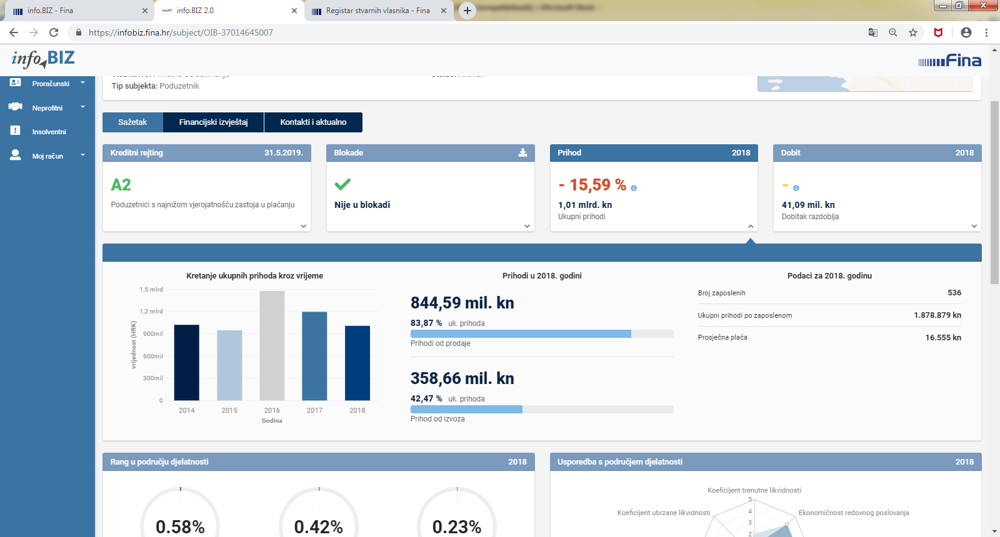 info.BIZ - Fina
info.BIZ 2.0
Registar stvarnih vlasnika - Fina
https://infobiz.fina.hr/subject/OIB-37014645007
info BIZ
Fina
Proračunski
Neprofitni
Insolventni
Moj račun
Tip subjekta: Poduzetnik
Sažetak
Financijski izvještaj
Kontakti i aktualno
Kreditni rejting 31.5.2019.
A2
Poduzetnici s najnižom vjerojatnošću zastoja u plaćanju
Blokade
Nije u blokadi
Prihod 2018
- 15,59 %
1,01 mlrd. kn
Ukupni prihodi
Dobit 2018
-
41,09 mil. kn
Dobitak razdoblja
Kretanje ukupnih prihoda kroz vrijeme
vrijednost (HRK)
1,5 mlrd
1,2 mlrd
900mil
600mil
300mil
0
2014 2015 2016 2017 2018
Godina
Prihodi u 2018. godini
844,59 mil. kn
83,87 % uk. prihoda
Prihodi od prodaje
358,66 mil. kn
42,47 % uk. prihoda
Prihod od izvoza
Podaci za 2018. godinu
Broj zaposlenih 536
Ukupni prihodi po zaposlenom 1.878.879 kn
Prosječna plaća 16.555 kn
Rang u području djelatnosti 2018
0.58% 0.42% 0.23%
Usporedba s područjem djelatnosti 2018
Koeficijent trenutne likvidnosti
Koeficijent ubrzane likvidnosti
Ekonomičnost redovnog poslovanja
5
4
3
2